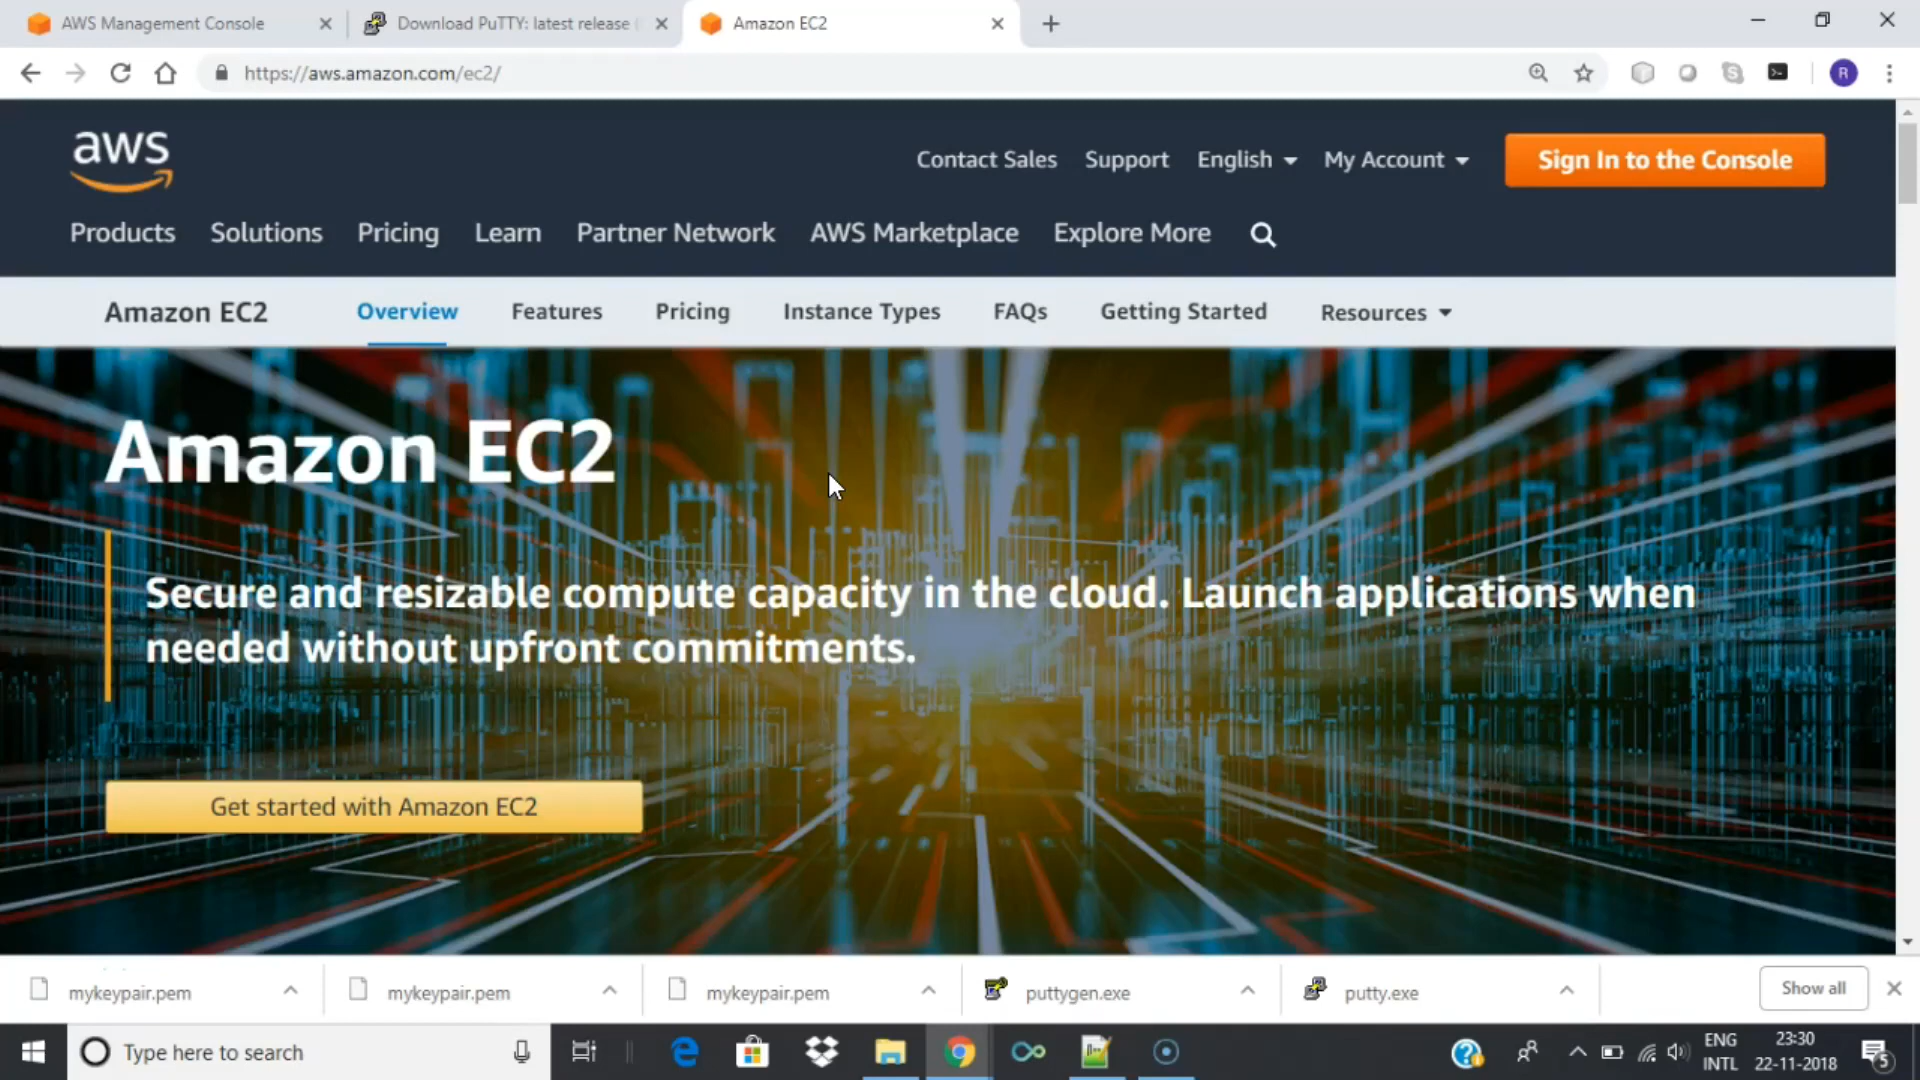 AWS Management Console
Download PuTTY: latest release
Amazon EC2
https://aws.amazon.com/ec2/
R
aws
Contact Sales
Support
English
My Account
Sign In to the Console
Products
Solutions
Pricing
Learn
Partner Network
AWS Marketplace
Explore More
Amazon EC2
Overview
Features
Pricing
Instance Types
FAQs
Getting Started
Resources
Amazon EC2
Secure and resizable compute capacity in the cloud. Launch applications when
needed without upfront commitments.
Get started with Amazon EC2
mykeypair.pem
mykeypair.pem
mykeypair.pem
puttygen.exe
putty.exe
Show all
Type here to search
ENG
INTL
23:30
22-11-2018
5